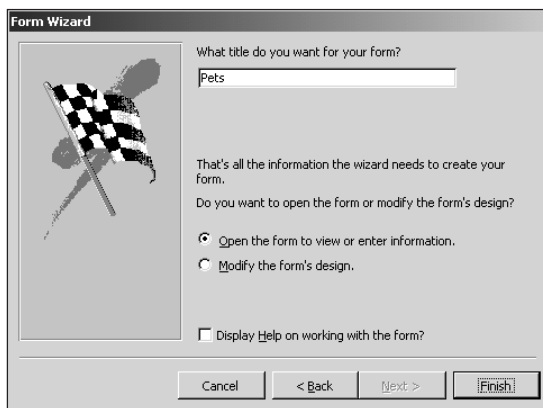 Form Wizard
What title do you want for your form?
Pets
That's all the information the wizard needs to create your
form.
Do you want to open the form or modify the form's design?
Open the form to view or enter information.
Modify the form's design.
Display Help on working with the form?
Cancel
< Back
Next >
Finish